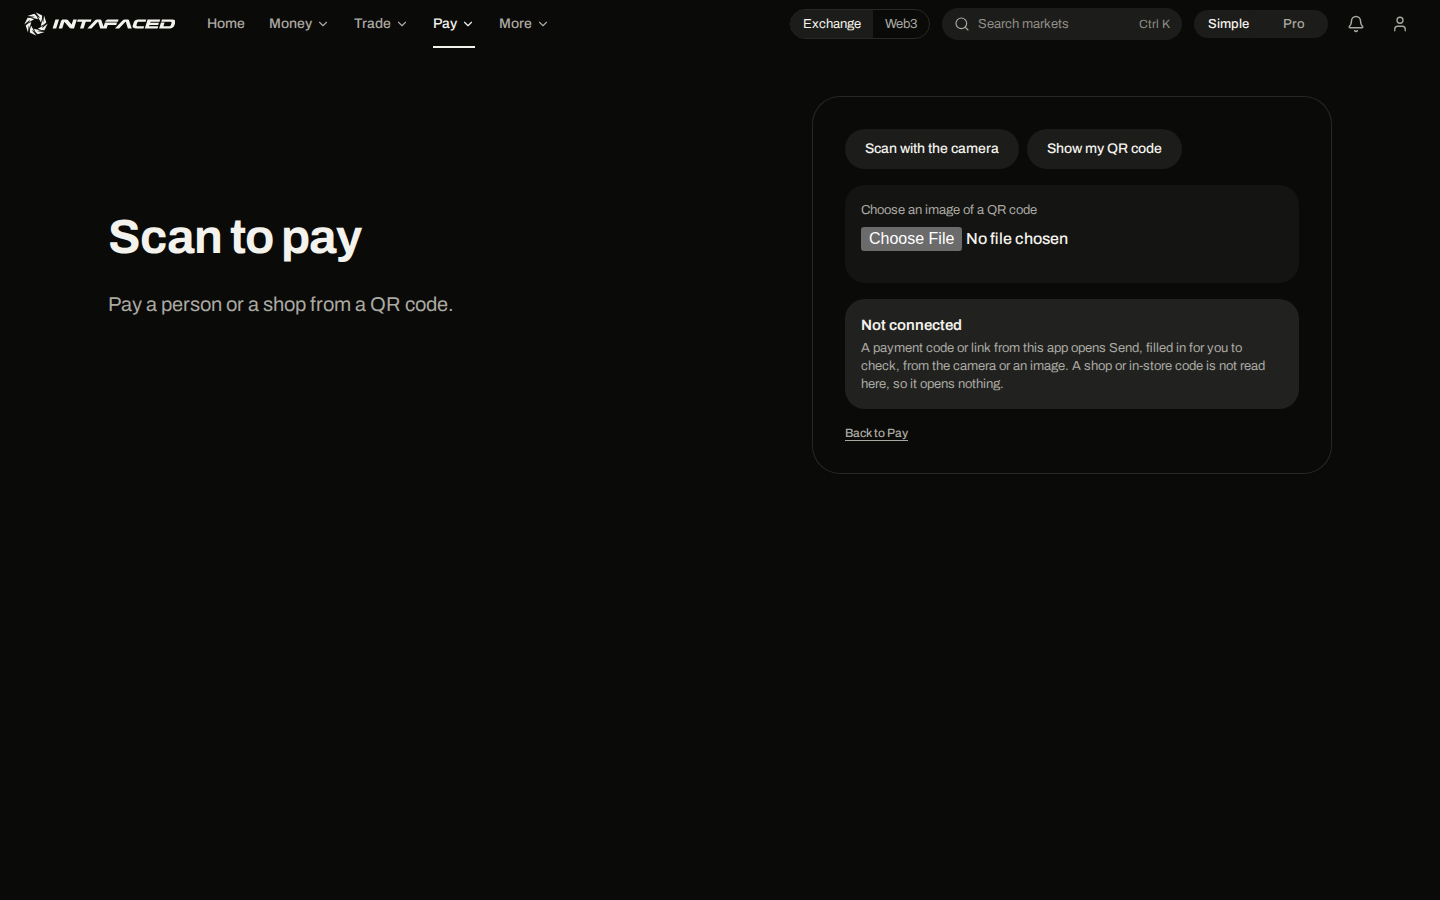 INTAFACED
Home
Money
Trade
Pay
More
Exchange
Web3
Search markets
Ctrl K
Simple
Pro
Scan to pay
Pay a person or a shop from a QR code.
Scan with the camera
Show my QR code
Choose an image of a QR code
Choose File No file chosen
Not connected
A payment code or link from this app opens Send, filled in for you to
check, from the camera or an image. A shop or in-store code is not read
here, so it opens nothing.
Back to Pay